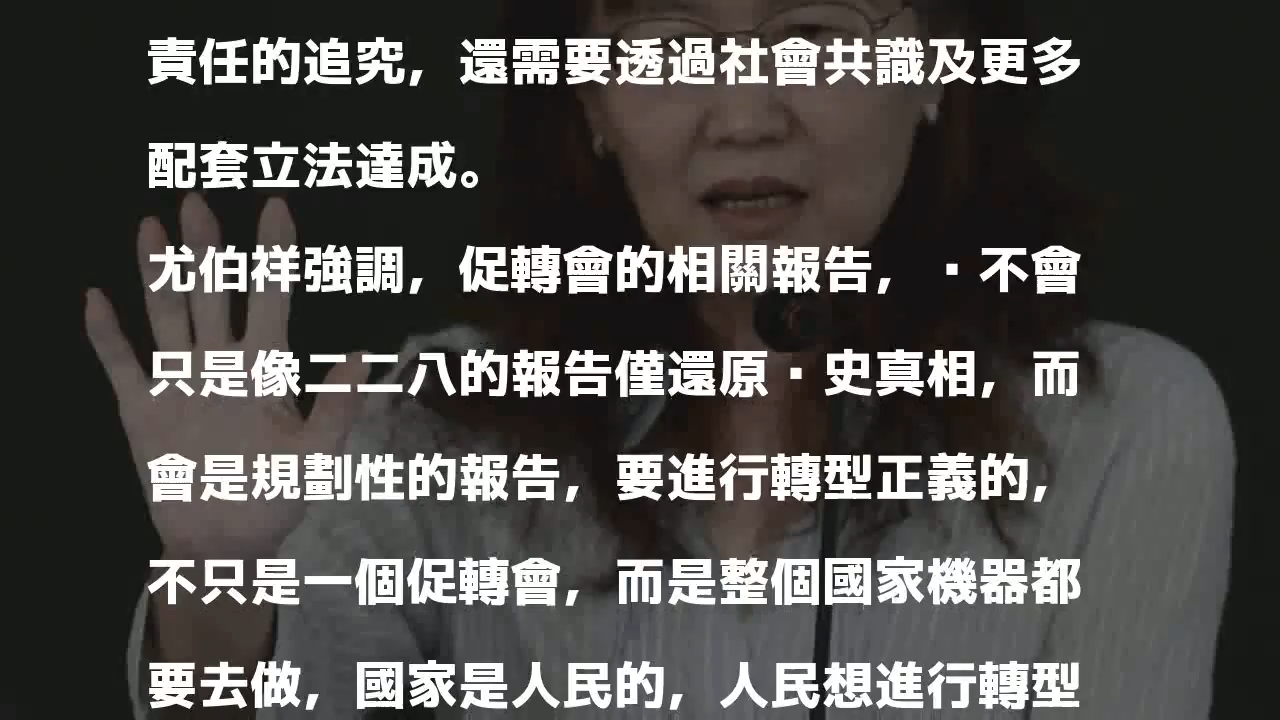 責任的追究，還需要透過社會共識及更多
配套立法達成。
尤伯祥強調，促轉會的相關報告，▪不會
只是像二二八的報告僅還原▪史真相，而
會是規劃性的報告，要進行轉型正義的，
不只是一個促轉會，而是整個國家機器都
要去做，國家是人民的，人民想進行轉型